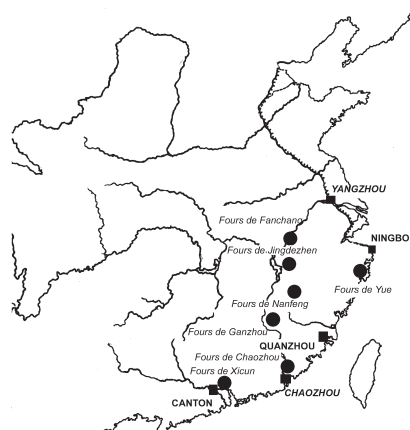 YANGZHOU
Fours de Fanchang
NINGBO
Fours de Jingdezhen
Fours de Yue
Fours de Nanfeng
Fours de Ganzhou
QUANZHOU
Fours de Chaozhou
Fours de Xicun
CHAOZHOU
CANTON